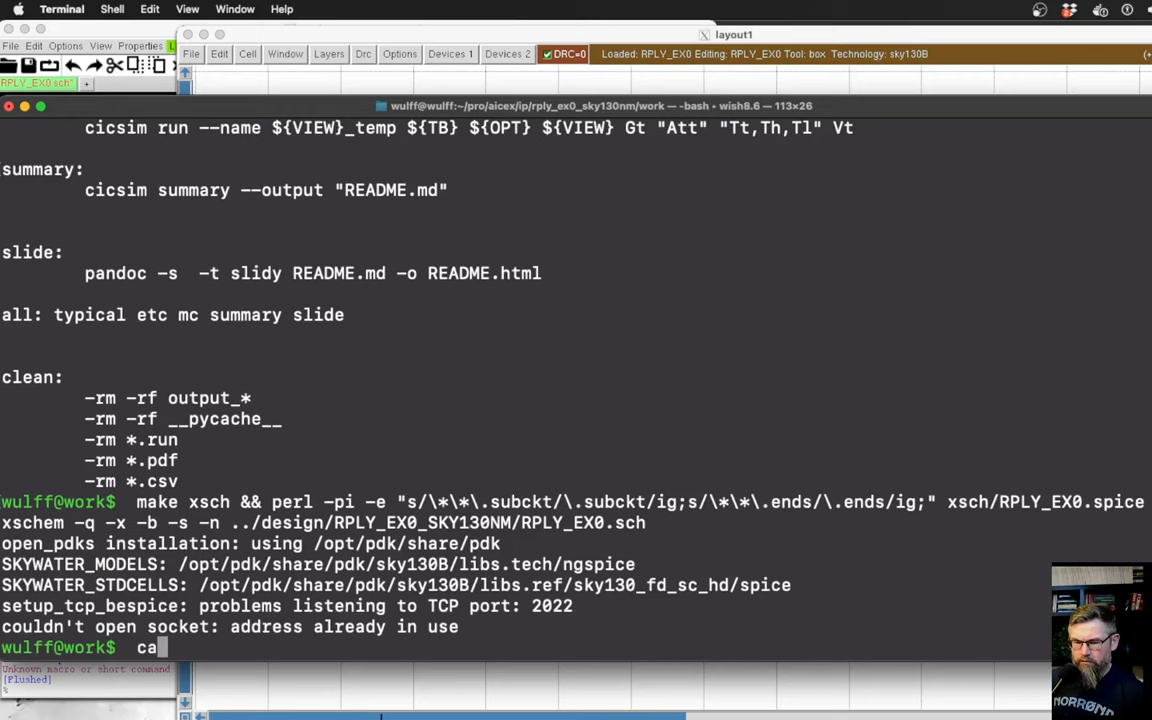 Terminal Shell Edit View Window Help
layout1
File Edit Options View Properties L
File Edit Cell Window Layers Drc Options Devices 1 Devices 2 DRC=0 Loaded: RPLY_EX0 Editing: RPLY_EX0 Tool: box Technology: sky130B
RPLY_EX0.sch* +
wulff@wulff:~/pro/aicex/ip/rply_ex0_sky130nm/work — -bash • wish8.6 — 113×26
cicsim run --name ${VIEW}_temp ${TB} ${OPT} ${VIEW} Gt "Att" "Tt,Th,Tl" Vt
summary:
cicsim summary --output "README.md"
slide:
pandoc -s -t slidy README.md -o README.html
all: typical etc mc summary slide
clean:
-rm -rf output_*
-rm -rf __pycache__
-rm *.run
-rm *.pdf
-rm *.csv
wulff@work$ make xsch && perl -pi -e "s/\*\*\.subckt/\.subckt/ig;s/\*\*\.ends/\.ends/ig;" xsch/RPLY_EX0.spice
xschem -q -x -b -s -n ../design/RPLY_EX0_SKY130NM/RPLY_EX0.sch
open_pdks installation: using /opt/pdk/share/pdk
SKYWATER_MODELS: /opt/pdk/share/pdk/sky130B/libs.tech/ngspice
SKYWATER_STDCELLS: /opt/pdk/share/pdk/sky130B/libs.ref/sky130_fd_sc_hd/spice
setup_tcp_bespice: problems listening to TCP port: 2022
couldn't open socket: address already in use
wulff@work$ ca
Unknown macro or short command
[Flushed]
%
NORRØNA